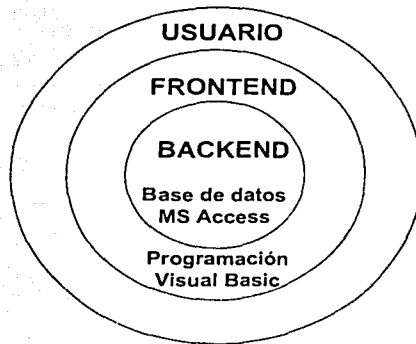 USUARIO
FRONTEND
BACKEND
Base de datos
MS Access
Programación
Visual Basic